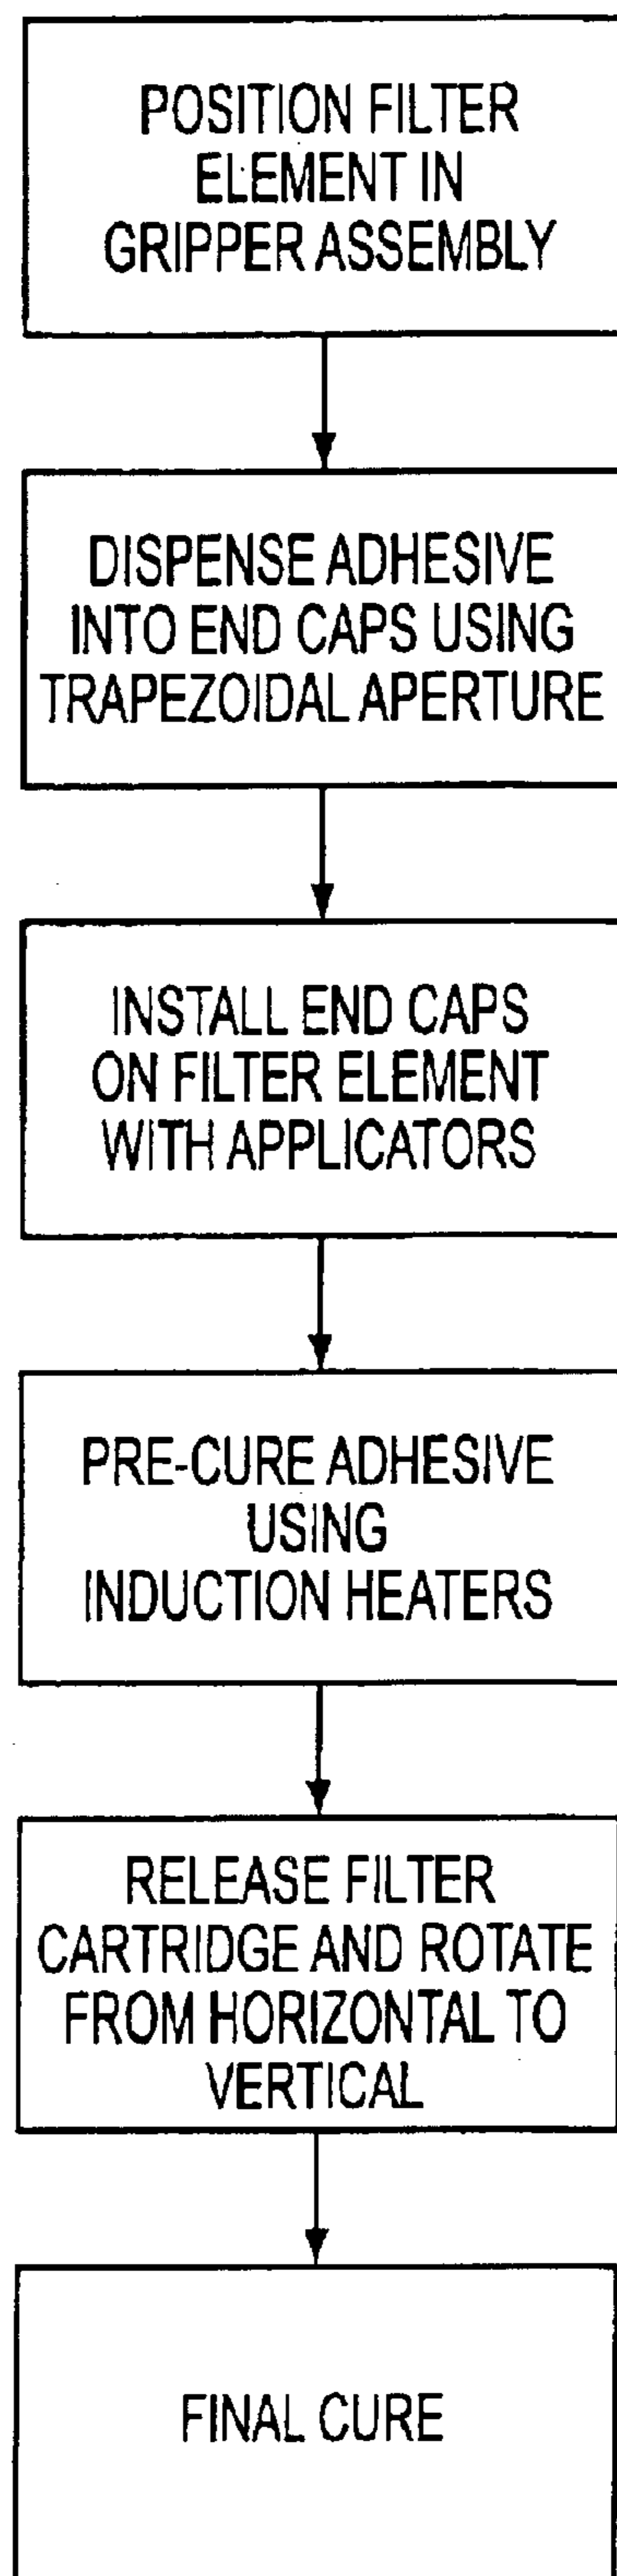 POSITION FILTER
ELEMENT IN
GRIPPER ASSEMBLY
DISPENSE ADHESIVE
INTO END CAPS USING
TRAPEZOIDAL APERTURE
INSTALL END CAPS
ON FILTER ELEMENT
WITH APPLICATORS
PRE-CURE ADHESIVE
USING
INDUCTION HEATERS
RELEASE FILTER
CARTRIDGE AND ROTATE
FROM HORIZONTAL TO
VERTICAL
FINAL CURE